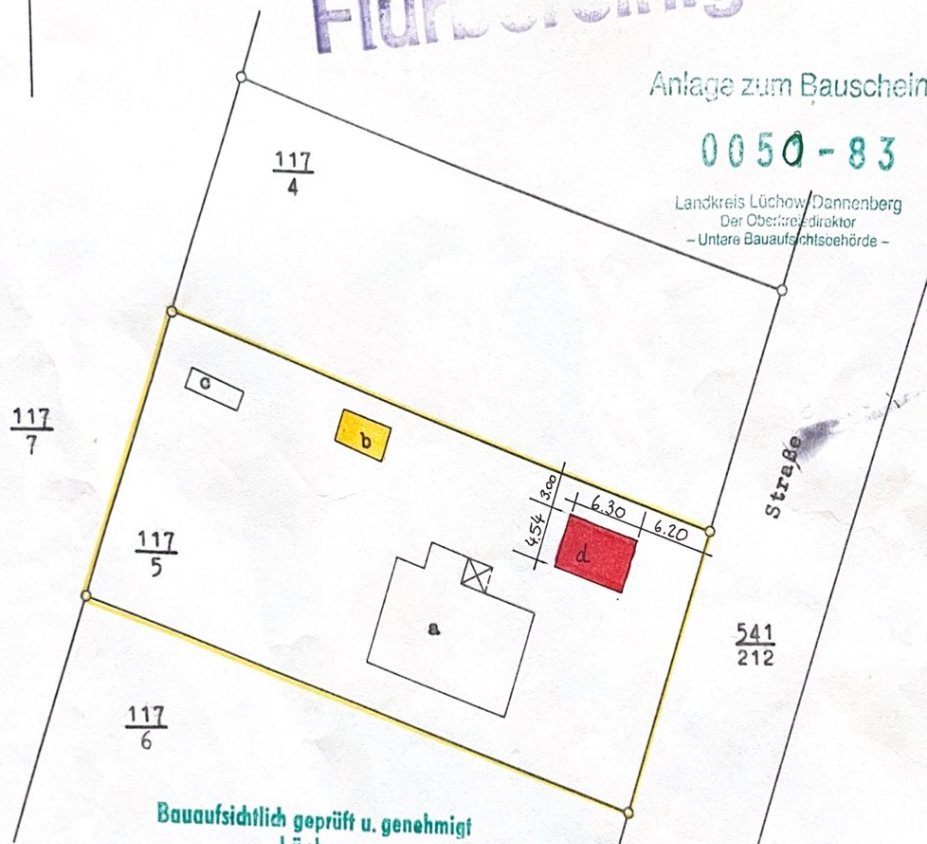 Anlage zum Bauschein
0050-83
Landkreis Lüchow/Dannenberg
Der Oberkreisdirektor
– Untere Bauaufsichtsbehörde –
117
4
c
117
7
b
Straße
3.00
6.30
6.20
4.54
d
117
5
a
541
212
117
6
Bauaufsichtlich geprüft u. genehmigt